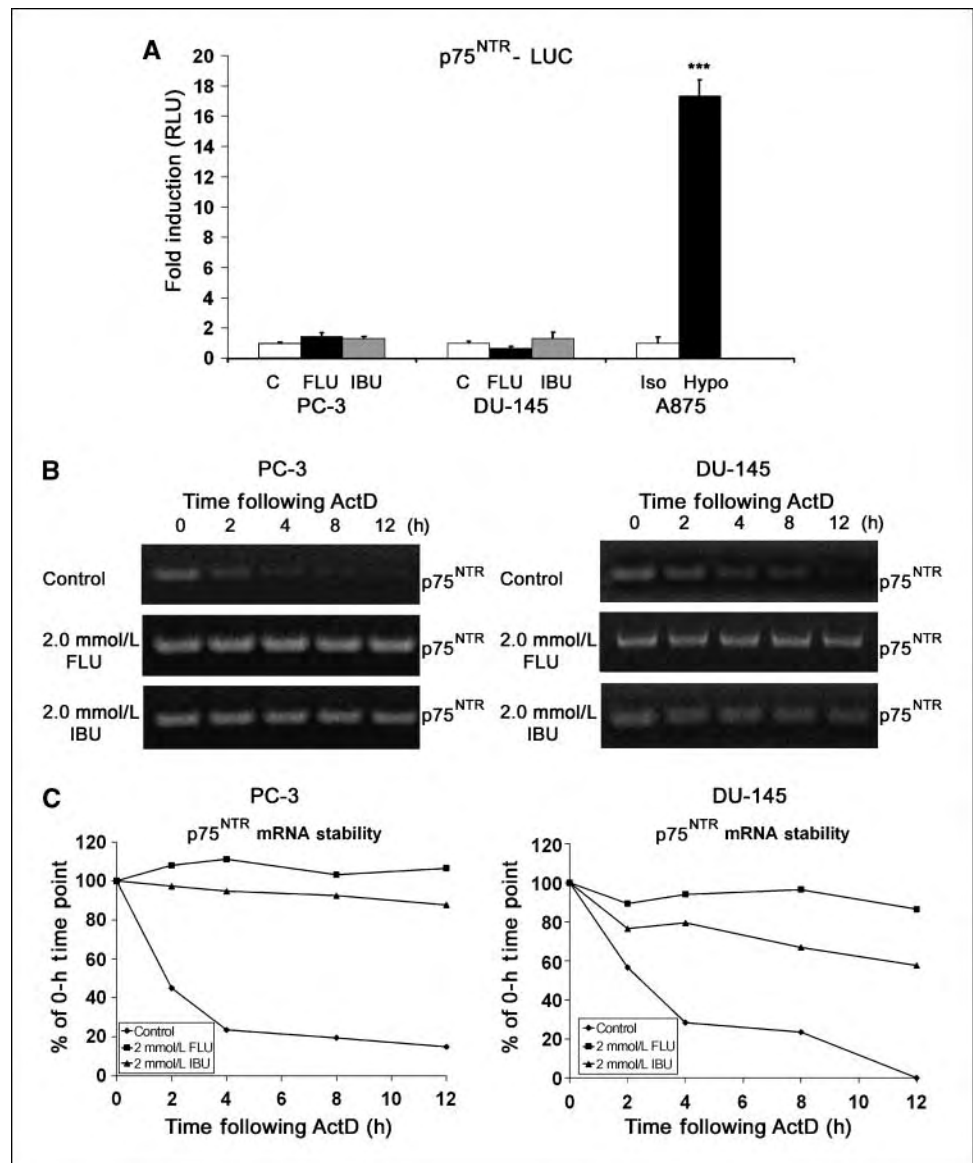 A
p75NTR - LUC
Fold induction (RLU)
20
18
16
14
12
10
8
6
4
2
0
***
C FLU IBU C FLU IBU Iso Hypo
PC-3 DU-145 A875
B
PC-3
Time following ActD
0 2 4 8 12 (h)
Control p75NTR
2.0 mmol/L FLU p75NTR
2.0 mmol/L IBU p75NTR
DU-145
Time following ActD
0 2 4 8 12 (h)
Control p75NTR
2.0 mmol/L FLU p75NTR
2.0 mmol/L IBU p75NTR
C
PC-3
p75NTR mRNA stability
% of 0-h time point
120
100
80
60
40
20
0
Control
2 mmol/L FLU
2 mmol/L IBU
0 2 4 6 8 10 12
Time following ActD (h)
DU-145
p75NTR mRNA stability
% of 0-h time point
120
100
80
60
40
20
0
Control
2 mmol/L FLU
2 mmol/L IBU
0 2 4 6 8 10 12
Time following ActD (h)